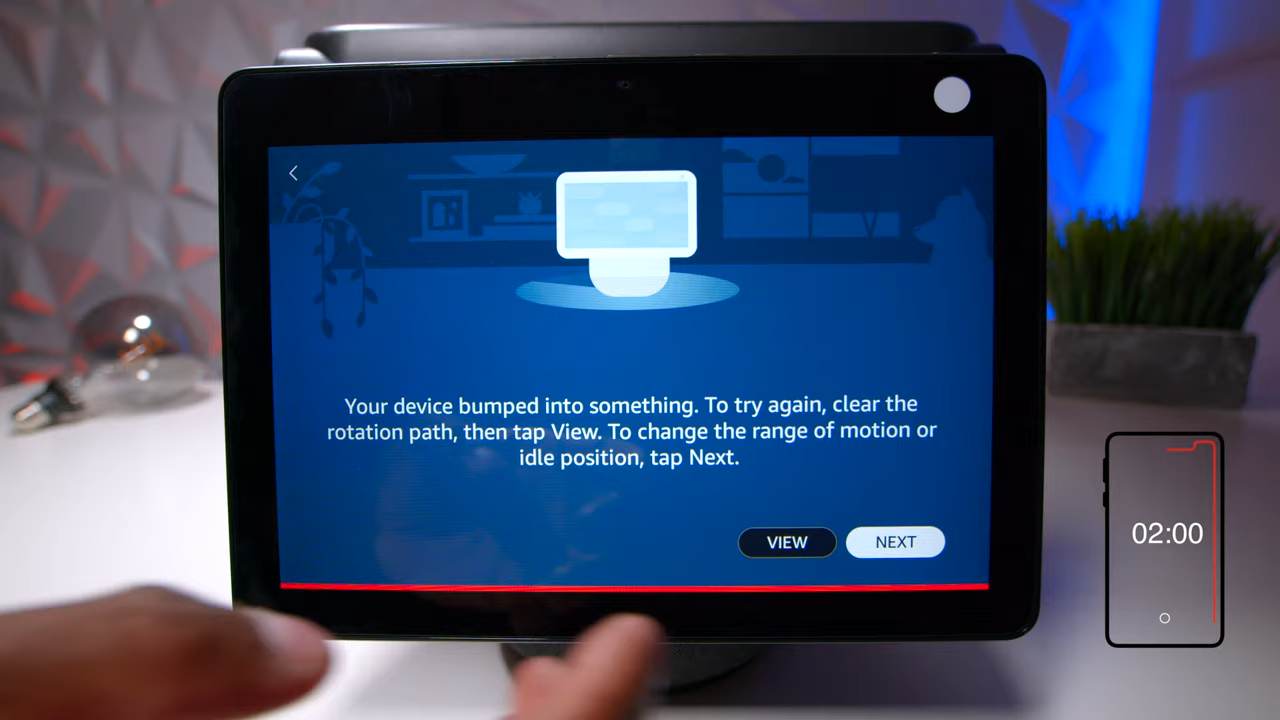 Your device bumped into something. To try again, clear the
rotation path, then tap View. To change the range of motion or
idle position, tap Next.
VIEW
NEXT
02:00